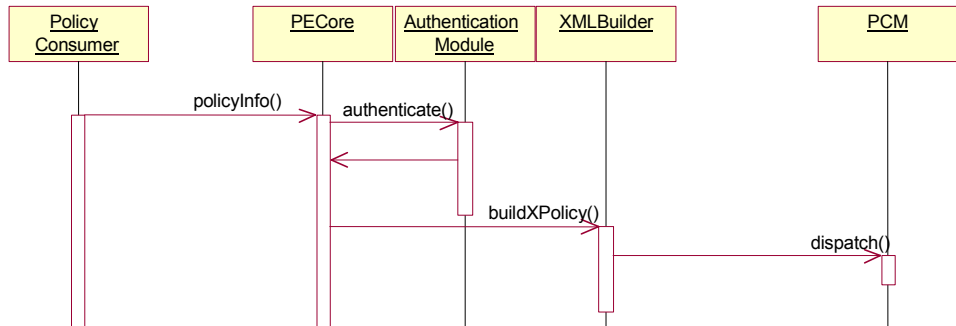 Policy
Consumer
PECore
Authentication
Module
XMLBuilder
PCM
policyInfo()
authenticate()
buildXPolicy()
dispatch()